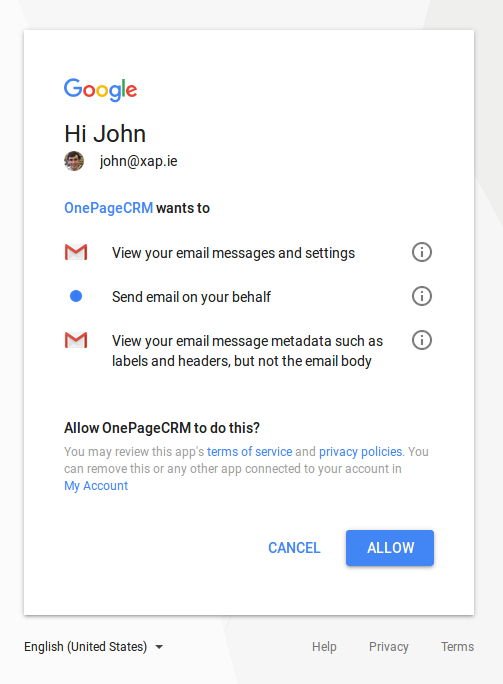 Google
Hi John
john@xap.ie
OnePageCRM wants to
View your email messages and settings
Send email on your behalf
View your email message metadata such as
labels and headers, but not the email body
Allow OnePageCRM to do this?
You may review this app's terms of service and privacy policies. You
can remove this or any other app connected to your account in
My Account
CANCEL ALLOW
English (United States) Help Privacy Terms